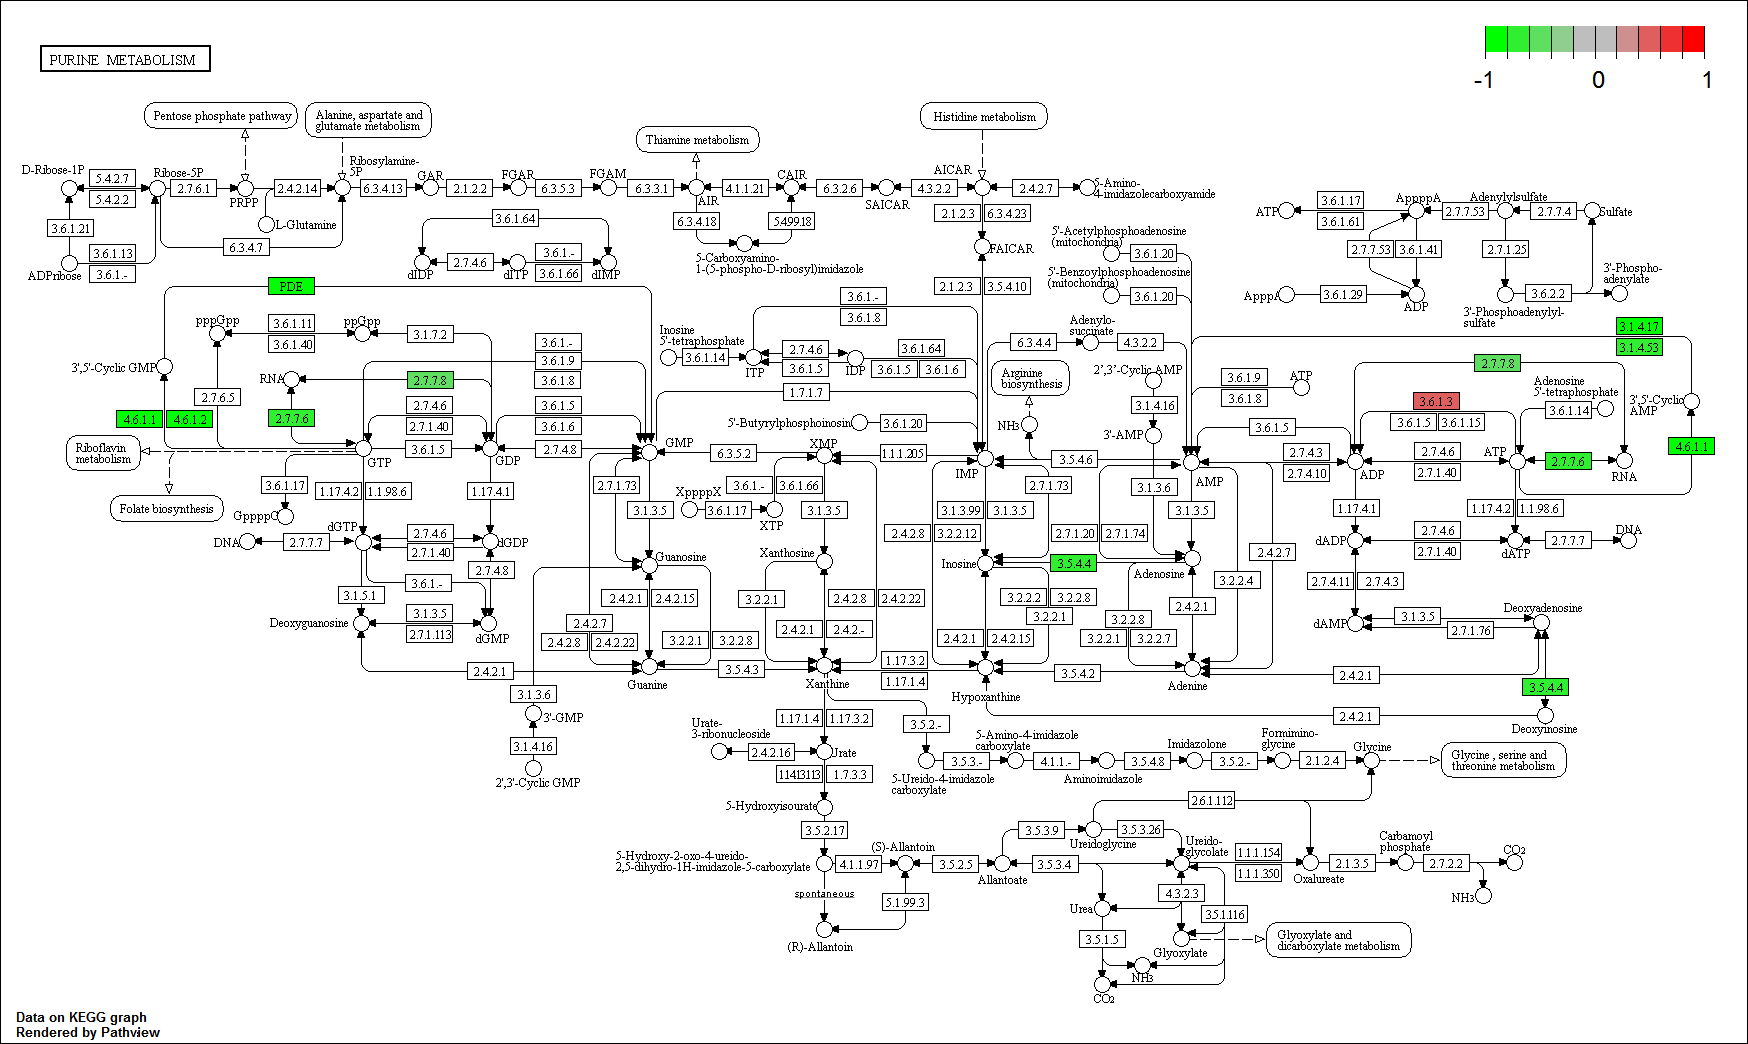 PURINE METABOLISM
-1 0 1
Pentose phosphate pathway
Alanine, aspartate and
glutamate metabolism
Thiamine metabolism
Histidine metabolism
D-Ribose-1P
5.4.2.7
5.4.2.2
Ribose-5P
2.7.6.1
PRPP
2.4.2.14
Ribosylamine-
5P
6.3.4.13
GAR
2.1.2.2
FGAR
6.3.5.3
FGAM
6.3.3.1
AIR
4.1.1.21
CAIR
6.3.2.6
SAICAR
4.3.2.2
AICAR
2.4.2.7
5-Amino-
4-imidazolecarboxyamide
3.6.1.21
ADPribose
3.6.1.13
3.6.1.-
L-Glutamine
6.3.4.7
3.6.1.64
dIDP
2.7.4.6
dITP
3.6.1.-
3.6.1.66
dIMP
6.3.4.18
5.4.99.18
5-Carboxyamino-
1-(5-phospho-D-ribosyl)imidazole
2.1.2.3
6.3.4.23
FAICAR
2.1.2.3
3.5.4.10
5'-Acetylphosphoadenosine
(mitochondria)
3.6.1.20
5'-Benzoylphosphoadenosine
(mitochondria)
3.6.1.20
ATP
3.6.1.17
3.6.1.61
AppppA
2.7.7.53
Adenylylsulfate
2.7.7.4
Sulfate
2.7.7.53
3.6.1.41
2.7.1.25
ApppA
3.6.1.29
ADP
3'-Phosphoadenylyl-
sulfate
3.6.2.2
3'-Phospho-
adenylate
PDE
pppGpp
3.6.1.11
3.6.1.40
ppGpp
3.1.7.2
3',5'-Cyclic GMP
2.7.6.5
RNA
2.7.7.8
4.6.1.1
4.6.1.2
2.7.7.6
2.7.4.6
2.7.1.40
3.6.1.-
3.6.1.9
3.6.1.8
3.6.1.5
3.6.1.6
Inosine
5'-tetraphosphate
3.6.1.14
ITP
3.6.1.-
3.6.1.8
2.7.4.6
3.6.1.5
IDP
3.6.1.64
3.6.1.5
3.6.1.6
1.7.1.7
5'-Butyrylphosphoinosin
3.6.1.20
6.3.4.4
Adenylo-
succinate
4.3.2.2
Arginine
biosynthesis
NH3
2',3'-Cyclic AMP
3.1.4.16
3'-AMP
3.1.3.6
3.6.1.9
3.6.1.8
ATP
3.1.4.17
3.1.4.53
2.7.7.8
3.6.1.3
3.6.1.5
3.6.1.15
Adenosine
5'-tetraphosphate
3.6.1.14
3',5'-Cyclic
AMP
4.6.1.1
Riboflavin
metabolism
Folate biosynthesis
GTP
3.6.1.5
GDP
2.7.4.8
GMP
6.3.5.2
XMP
1.1.1.205
IMP
3.5.4.6
AMP
3.6.1.5
2.7.4.3
2.7.4.10
ADP
2.7.4.6
2.7.1.40
ATP
2.7.7.6
RNA
3.6.1.17
GppppG
1.17.4.2
1.1.98.6
1.17.4.1
2.7.1.73
3.1.3.5
XppppX
3.6.1.17
3.6.1.-
3.6.1.66
XTP
3.1.3.5
3.1.3.99
3.1.3.5
2.7.1.73
2.4.2.8
3.2.2.12
2.7.1.20
2.7.1.74
3.1.3.5
2.4.2.7
1.17.4.1
1.17.4.2
1.1.98.6
DNA
2.7.7.7
dGTP
2.7.4.6
2.7.1.40
dGDP
2.7.4.8
3.6.1.-
3.1.5.1
Deoxyguanosine
3.1.3.5
2.7.1.113
dGMP
Guanosine
Xanthosine
Inosine
3.5.4.4
Adenosine
dADP
2.7.4.6
2.7.1.40
dATP
2.7.7.7
DNA
2.7.4.11
2.7.4.3
dAMP
3.1.3.5
2.7.1.76
Deoxyadenosine
2.4.2.1
2.4.2.15
2.4.2.7
2.4.2.8
2.4.2.22
3.2.2.1
3.2.2.8
3.2.2.1
2.4.2.8
2.4.2.22
2.4.2.1
2.4.2.-
3.2.2.2
3.2.2.8
3.2.2.1
2.4.2.1
2.4.2.15
3.2.2.8
3.2.2.1
3.2.2.7
2.4.2.1
3.2.2.4
2.4.2.1
Guanine
3.5.4.3
Xanthine
1.17.3.2
1.17.1.4
Hypoxanthine
3.5.4.2
Adenine
2.4.2.1
3.5.4.4
2.4.2.1
Deoxyinosine
3.1.3.6
3'-GMP
3.1.4.16
2',3'-Cyclic GMP
Urate-
3-ribonucleoside
2.4.2.16
1.17.1.4
1.17.3.2
Urate
1.14.13.113
1.7.3.3
5-Hydroxyisourate
3.5.2.17
3.5.2.-
5-Ureido-4-imidazole
carboxylate
3.5.3.-
5-Amino-4-imidazole
carboxylate
4.1.1.-
Aminoimidazole
3.5.4.8
Imidazolone
3.5.2.-
Formimino-
glycine
2.1.2.4
Glycine
Glycine , serine and
threonine metabolism
2.6.1.112
5-Hydroxy-2-oxo-4-ureido-
2,5-dihydro-1H-imidazole-5-carboxylate
4.1.1.97
(S)-Allantoin
3.5.2.5
Allantoate
3.5.3.9
Ureidoglycine
3.5.3.26
3.5.3.4
Ureido-
glycolate
1.1.1.154
1.1.1.350
Oxalureate
2.1.3.5
Carbamoyl
phosphate
2.7.2.2
CO2
NH3
spontaneous
5.1.99.3
(R)-Allantoin
Urea
4.3.2.3
3.5.1.116
3.5.1.5
Glyoxylate
Glyoxylate and
dicarboxylate metabolism
NH3
CO2
Data on KEGG graph
Rendered by Pathview